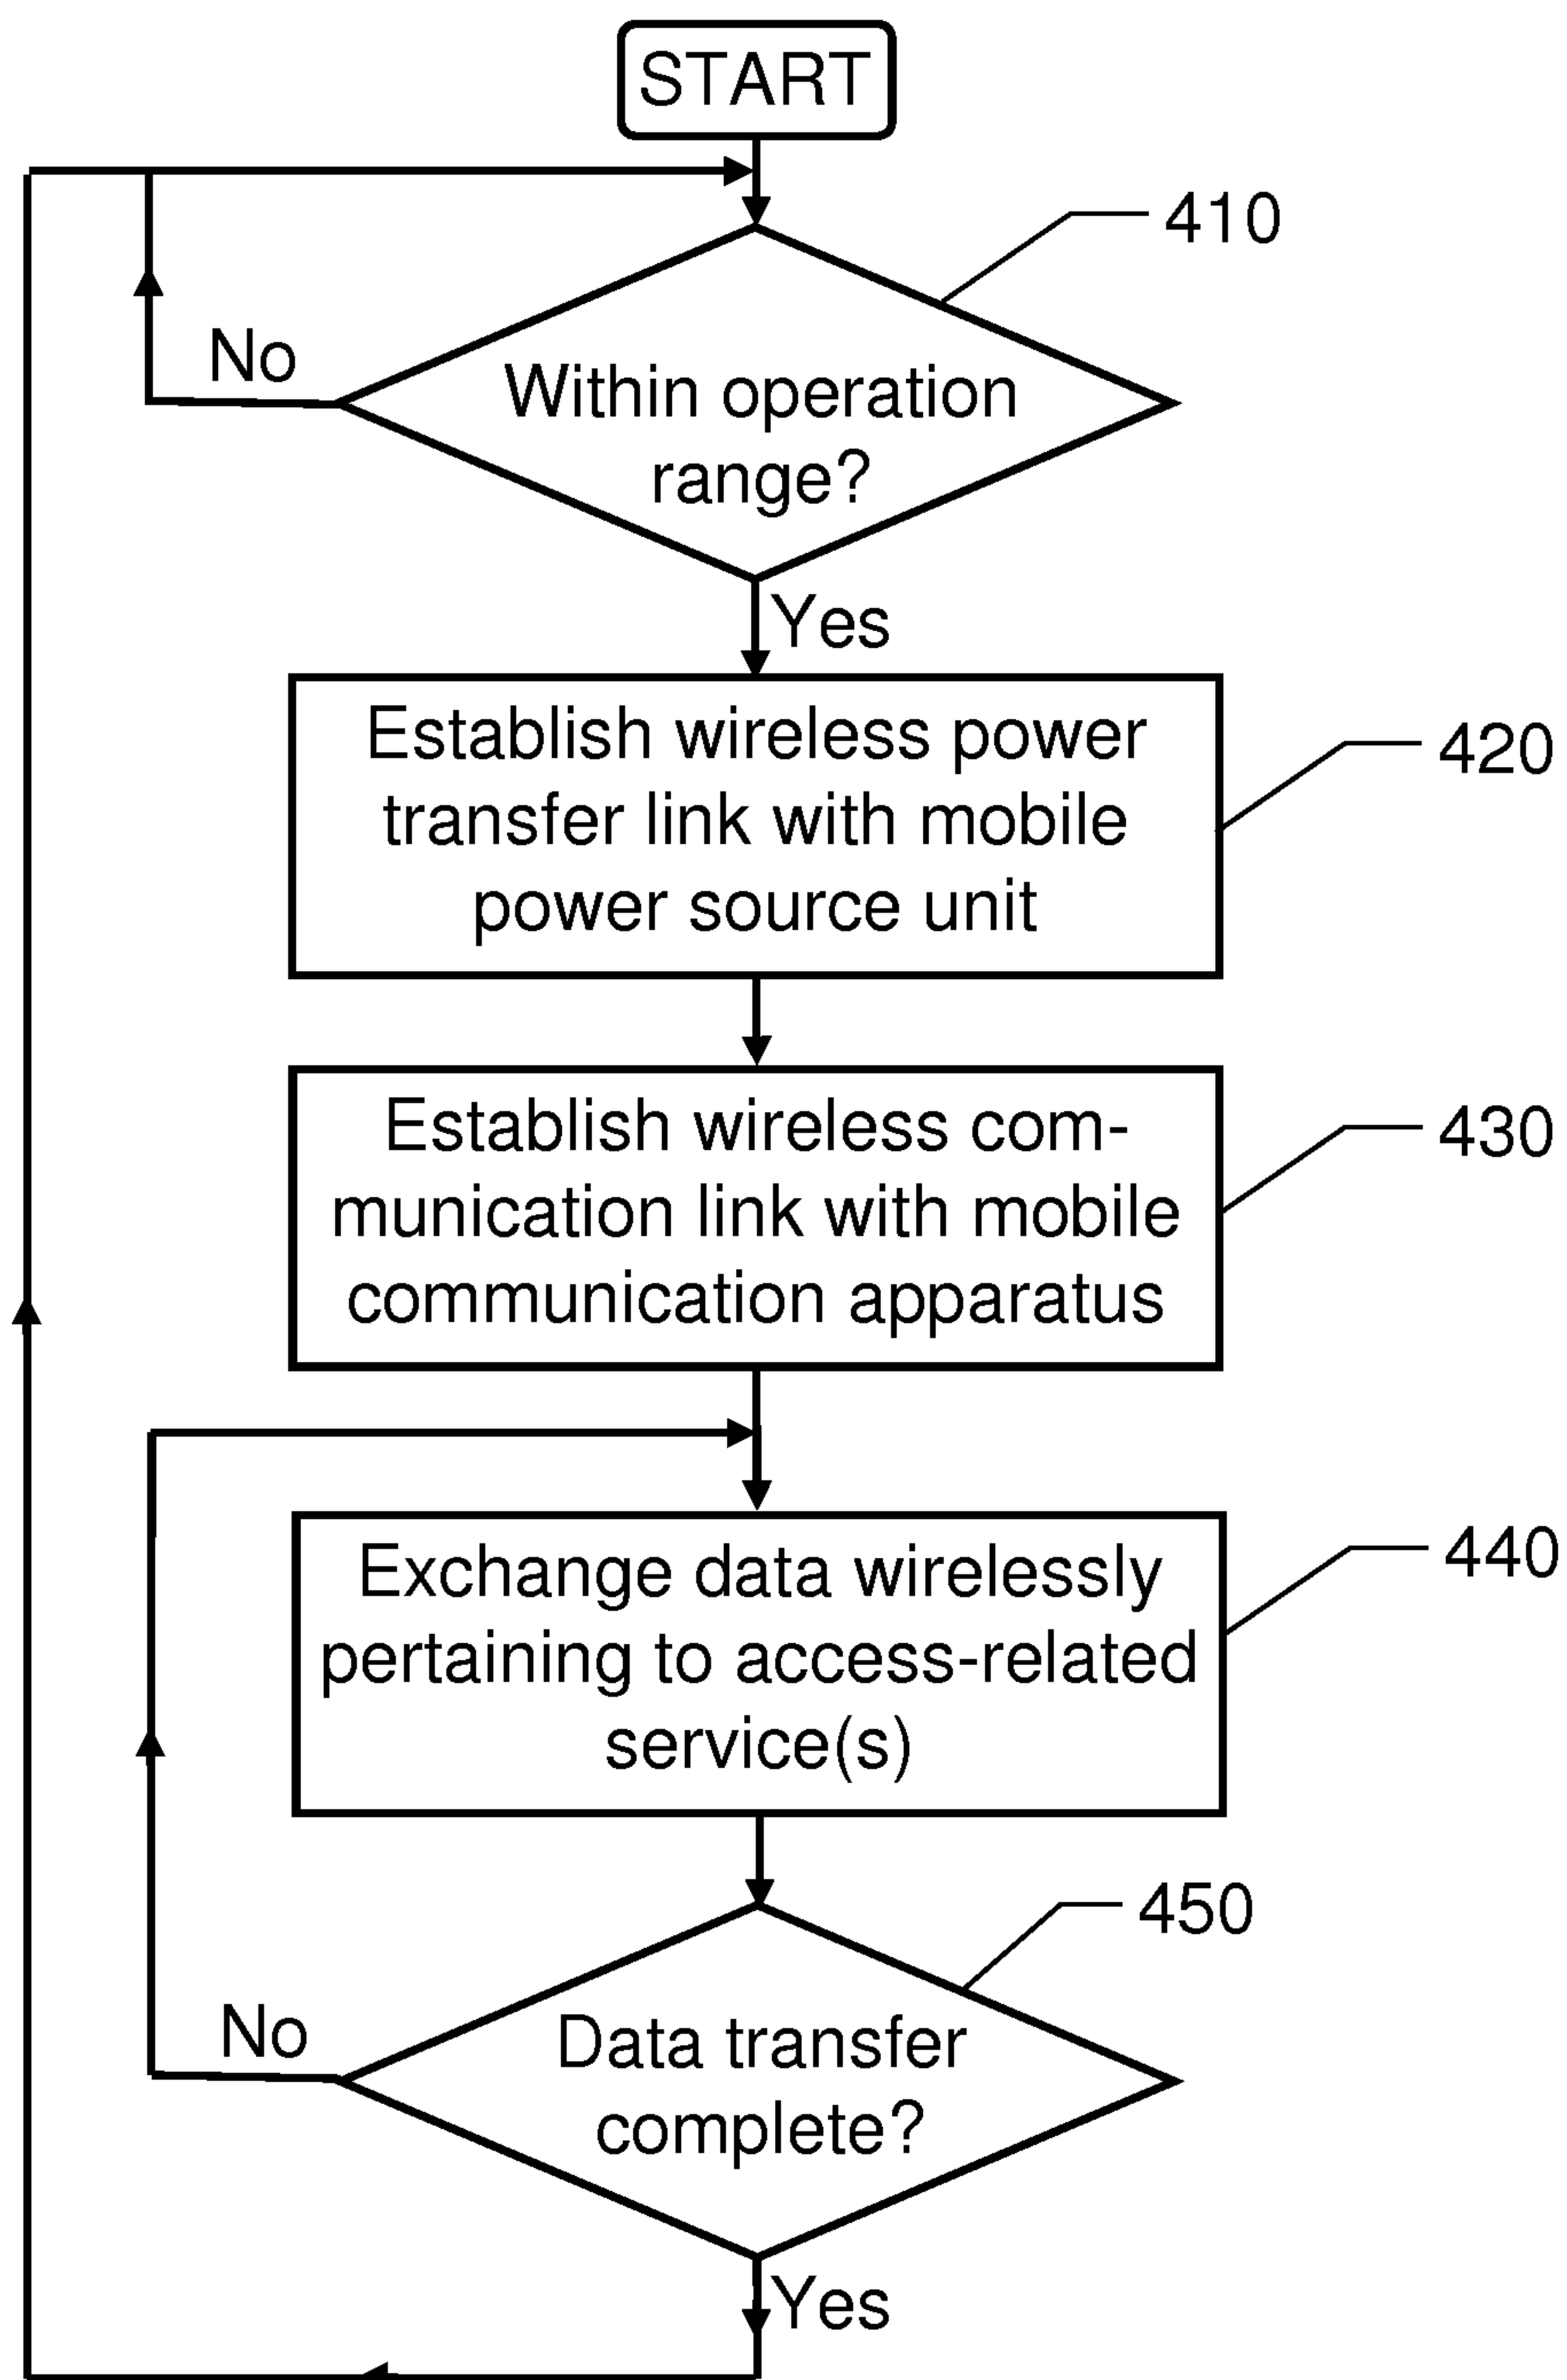 START
410
No
Within operation
range?
Yes
Establish wireless power
transfer link with mobile
power source unit
420
Establish wireless com-
munication link with mobile
communication apparatus
430
Exchange data wirelessly
pertaining to access-related
service(s)
440
450
No
Data transfer
complete?
Yes